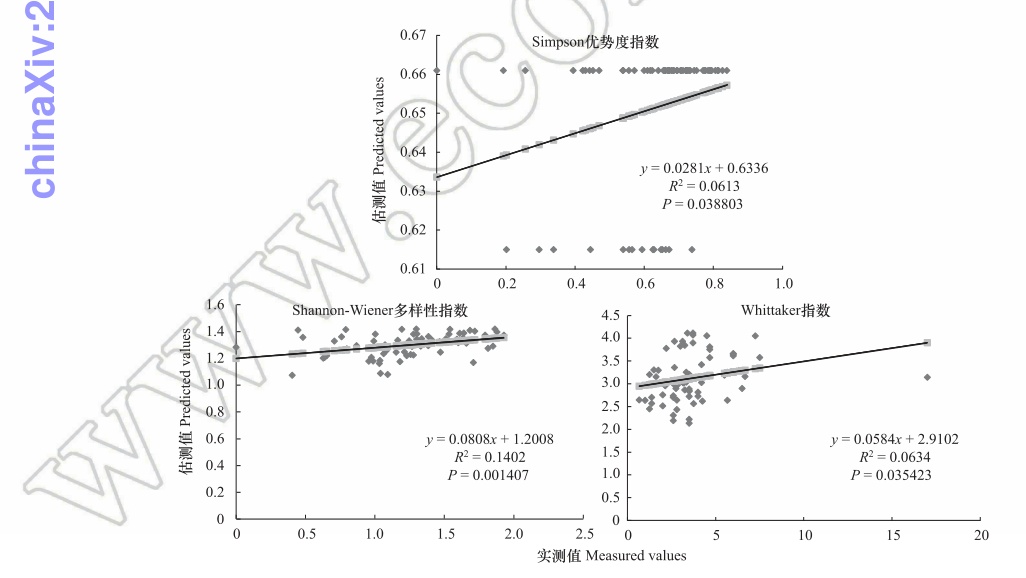 chinaXiv:2
www.eco
Simpson优势度指数
估测值 Predicted values
0.67
0.66
0.65
0.64
0.63
0.62
0.61
y = 0.0281x + 0.6336
R² = 0.0613
P = 0.038803
0 0.2 0.4 0.6 0.8 1.0
Shannon-Wiener多样性指数
估测值 Predicted values
1.6
1.4
1.2
1.0
0.8
0.6
0.4
0.2
0
y = 0.0808x + 1.2008
R² = 0.1402
P = 0.001407
0 0.5 1.0 1.5 2.0 2.5
Whittaker指数
4.5
4.0
3.5
3.0
2.5
2.0
1.5
1.0
0.5
0
y = 0.0584x + 2.9102
R² = 0.0634
P = 0.035423
0 5 10 15 20
实测值 Measured values